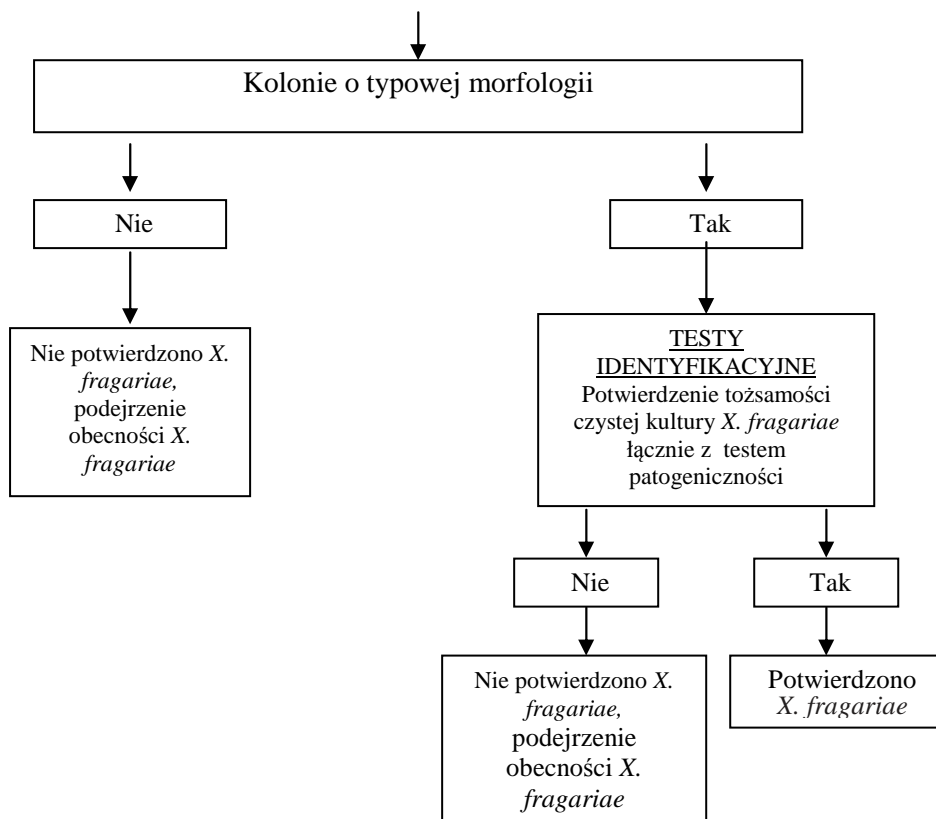 Kolonie o typowej morfologii
Nie
Tak
Nie potwierdzono X.
fragariae,
podejrzenie
obecności X.
fragariae
TESTY
IDENTYFIKACYJNE
Potwierdzenie tożsamości
czystej kultury X. fragariae
łącznie z testem
patogeniczności
Nie
Tak
Nie potwierdzono X.
fragariae,
podejrzenie
obecności X.
fragariae
Potwierdzono
X. fragariae